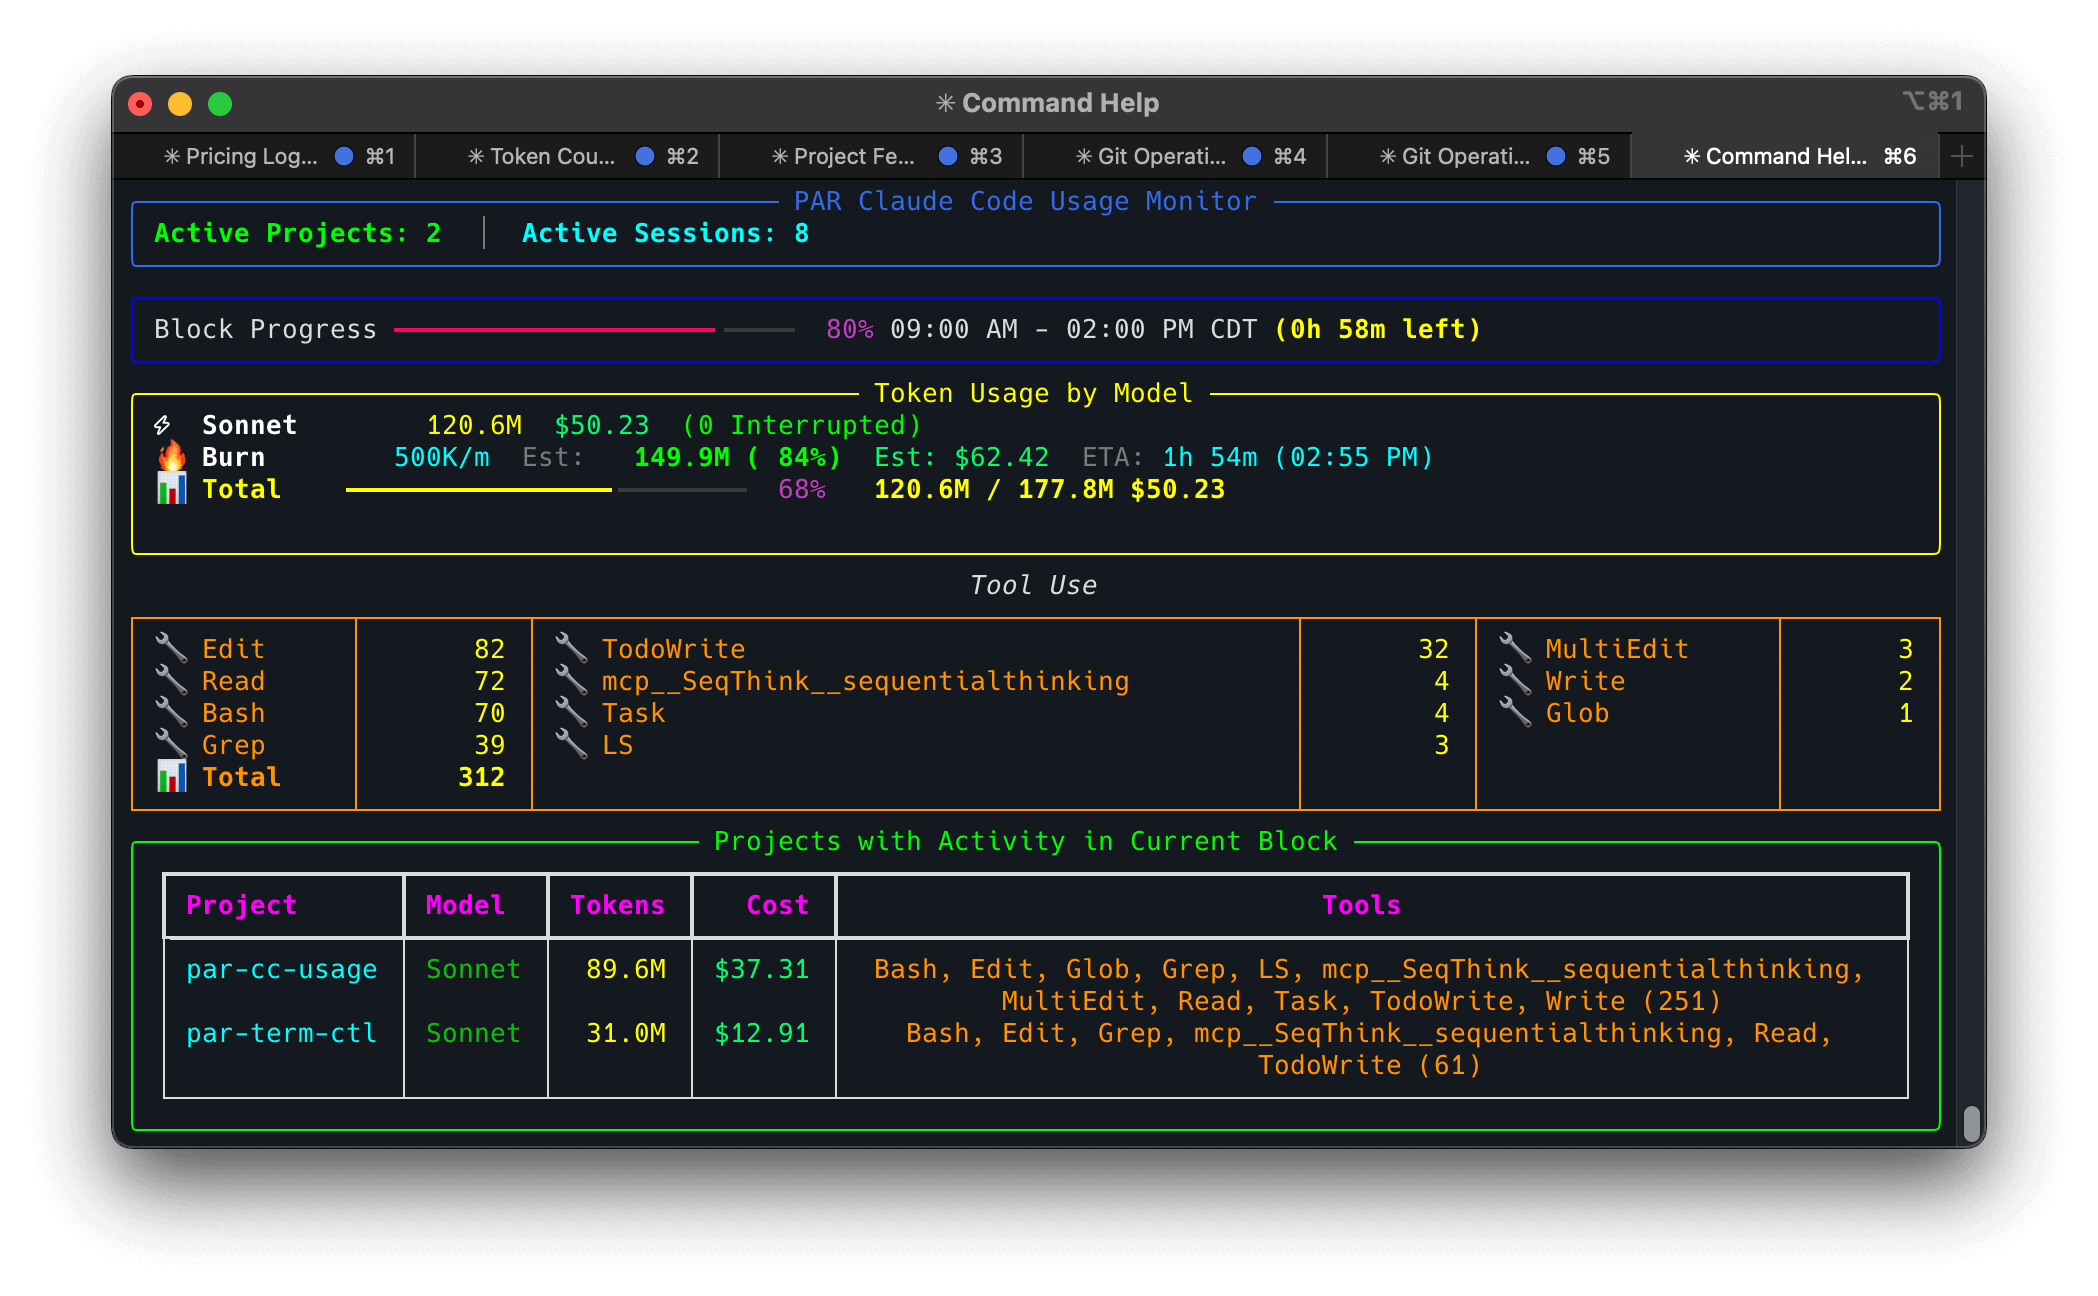 ✳ Command Help
⌥⌘1
✳ Pricing Log... ⌘1
✳ Token Cou... ⌘2
✳ Project Fe... ⌘3
✳ Git Operati... ⌘4
✳ Git Operati... ⌘5
✳ Command Hel... ⌘6
PAR Claude Code Usage Monitor
Active Projects: 2 │ Active Sessions: 8
Block Progress 80% 09:00 AM - 02:00 PM CDT (0h 58m left)
Token Usage by Model
⚡ Sonnet 120.6M $50.23 (0 Interrupted)
🔥 Burn 500K/m Est: 149.9M ( 84%) Est: $62.42 ETA: 1h 54m (02:55 PM)
📊 Total 68% 120.6M / 177.8M $50.23
Tool Use
🔧 Edit 82 🔧 TodoWrite 32 🔧 MultiEdit 3
🔧 Read 72 🔧 mcp__SeqThink__sequentialthinking 4 🔧 Write 2
🔧 Bash 70 🔧 Task 4 🔧 Glob 1
🔧 Grep 39 🔧 LS 3
📊 Total 312
Projects with Activity in Current Block
Project Model Tokens Cost Tools
par-cc-usage Sonnet 89.6M $37.31 Bash, Edit, Glob, Grep, LS, mcp__SeqThink__sequentialthinking,
MultiEdit, Read, Task, TodoWrite, Write (251)
par-term-ctl Sonnet 31.0M $12.91 Bash, Edit, Grep, mcp__SeqThink__sequentialthinking, Read,
TodoWrite (61)